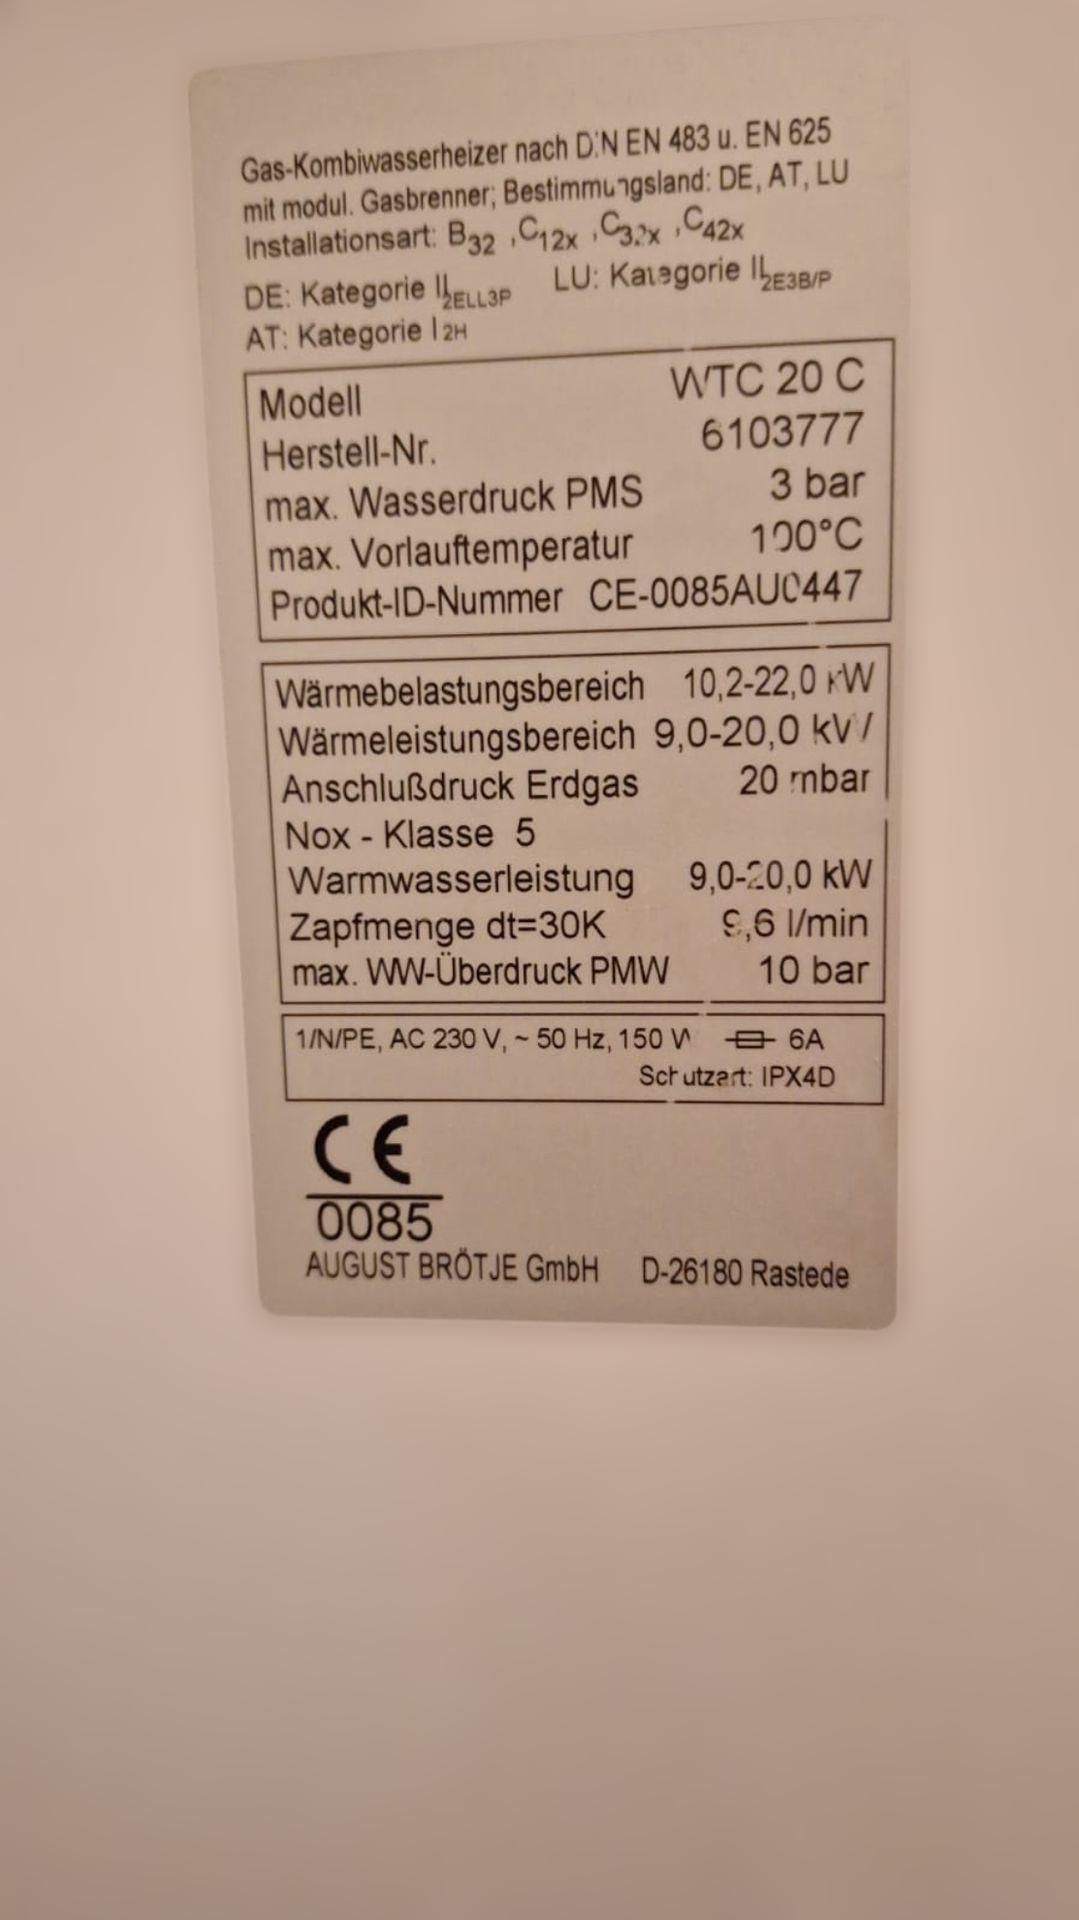 Gas-Kombiwasserheizer nach DIN EN 483 u. EN 625
mit modul. Gasbrenner; Bestimmungsland: DE, AT, LU
Installationsart: B32 ,C12x ,C32x ,C42x
DE: Kategorie II2ELL3P LU: Kategorie II2E3B/P
AT: Kategorie I 2H
Modell WTC 20 C
Herstell-Nr. 6103777
max. Wasserdruck PMS 3 bar
max. Vorlauftemperatur 100°C
Produkt-ID-Nummer CE-0085AU0447
Wärmebelastungsbereich 10,2-22,0 kW
Wärmeleistungsbereich 9,0-20,0 kW
Anschlußdruck Erdgas 20 mbar
Nox - Klasse 5
Warmwasserleistung 9,0-20,0 kW
Zapfmenge dt=30K 9,6 l/min
max. WW-Überdruck PMW 10 bar
1/N/PE, AC 230 V, ~ 50 Hz, 150 W 6A
Schutzart: IPX4D
CE
0085
AUGUST BRÖTJE GmbH D-26180 Rastede